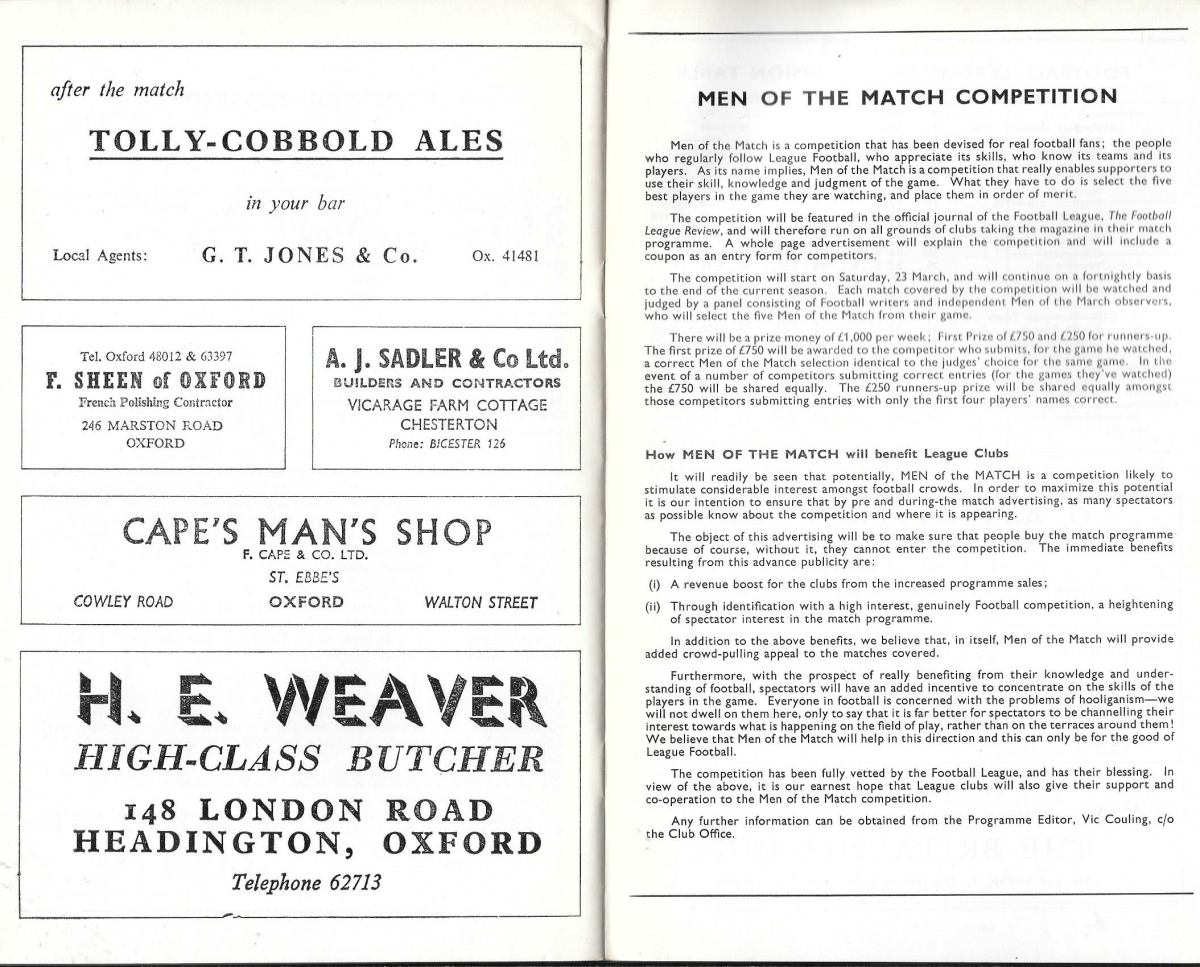 after the match
TOLLY-COBBOLD ALES
in your bar
Local Agents: G. T. JONES & Co. Ox. 41481
Tel. Oxford 48012 & 63397
F. SHEEN of OXFORD
French Polishing Contractor
246 MARSTON ROAD
OXFORD
A. J. SADLER & Co Ltd.
BUILDERS AND CONTRACTORS
VICARAGE FARM COTTAGE
CHESTERTON
Phone: BICESTER 126
CAPE'S MAN'S SHOP
F. CAPE & CO. LTD.
ST. EBBE'S
COWLEY ROAD OXFORD WALTON STREET
H. E. WEAVER
HIGH-CLASS BUTCHER
148 LONDON ROAD
HEADINGTON, OXFORD
Telephone 62713
MEN OF THE MATCH COMPETITION
Men of the Match is a competition that has been devised for real football fans; the people
who regularly follow League Football, who appreciate its skills, who know its teams and its
players. As its name implies, Men of the Match is a competition that really enables supporters to
use their skill, knowledge and judgment of the game. What they have to do is select the five
best players in the game they are watching, and place them in order of merit.
The competition will be featured in the official journal of the Football League, The Football
League Review, and will therefore run on all grounds of clubs taking the magazine in their match
programme. A whole page advertisement will explain the competition and will include a
coupon as an entry form for competitors.
The competition will start on Saturday, 23 March, and will continue on a fortnightly basis
to the end of the current season. Each match covered by the competition will be watched and
judged by a panel consisting of Football writers and independent Men of the March observers,
who will select the five Men of the Match from their game.
There will be a prize money of £1,000 per week; First Prize of £750 and £250 for runners-up.
The first prize of £750 will be awarded to the competitor who submits, for the game he watched,
a correct Men of the Match selection identical to the judges' choice for the same game. In the
event of a number of competitors submitting correct entries (for the games they've watched)
the £750 will be shared equally. The £250 runners-up prize will be shared equally amongst
those competitors submitting entries with only the first four players' names correct.
How MEN OF THE MATCH will benefit League Clubs
It will readily be seen that potentially, MEN of the MATCH is a competition likely to
stimulate considerable interest amongst football crowds. In order to maximize this potential
it is our intention to ensure that by pre and during-the match advertising, as many spectators
as possible know about the competition and where it is appearing.
The object of this advertising will be to make sure that people buy the match programme
because of course, without it, they cannot enter the competition. The immediate benefits
resulting from this advance publicity are:
(i) A revenue boost for the clubs from the increased programme sales;
(ii) Through identification with a high interest, genuinely Football competition, a heightening
of spectator interest in the match programme.
In addition to the above benefits, we believe that, in itself, Men of the Match will provide
added crowd-pulling appeal to the matches covered.
Furthermore, with the prospect of really benefiting from their knowledge and under-
standing of football, spectators will have an added incentive to concentrate on the skills of the
players in the game. Everyone in football is concerned with the problems of hooliganism—we
will not dwell on them here, only to say that it is far better for spectators to be channelling their
interest towards what is happening on the field of play, rather than on the terraces around them!
We believe that Men of the Match will help in this direction and this can only be for the good of
League Football.
The competition has been fully vetted by the Football League, and has their blessing. In
view of the above, it is our earnest hope that League clubs will also give their support and
co-operation to the Men of the Match competition.
Any further information can be obtained from the Programme Editor, Vic Couling, c/o
the Club Office.